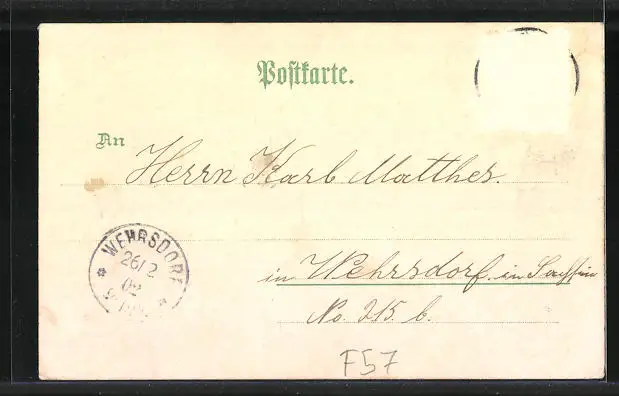 Postkarte.
An
Herrn Karl Matthes.
WEHRSDORF
26/2
02
in Wehrsdorf in Sachsen
No. 215 b.
F57